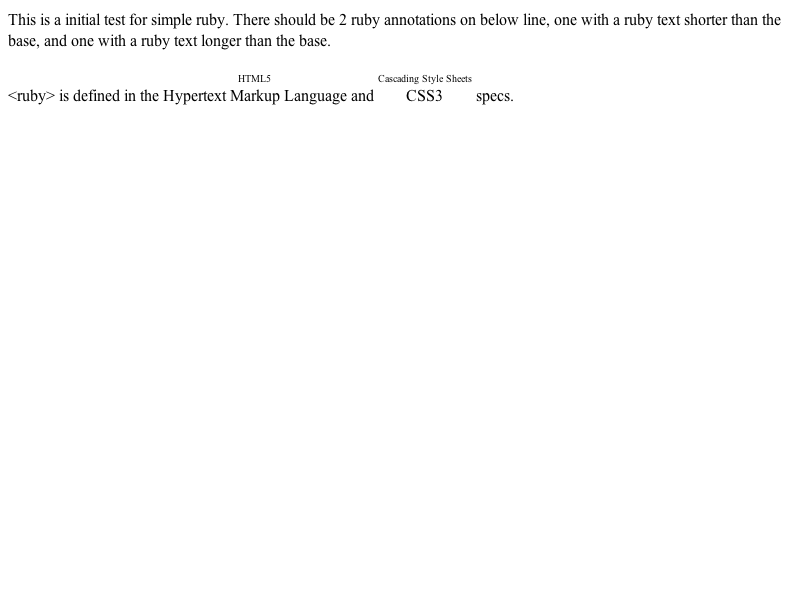 This is a initial test for simple ruby. There should be 2 ruby annotations on below line, one with a ruby text shorter than the
base, and one with a ruby text longer than the base.
HTML5 Cascading Style Sheets
<ruby> is defined in the Hypertext Markup Language and CSS3 specs.